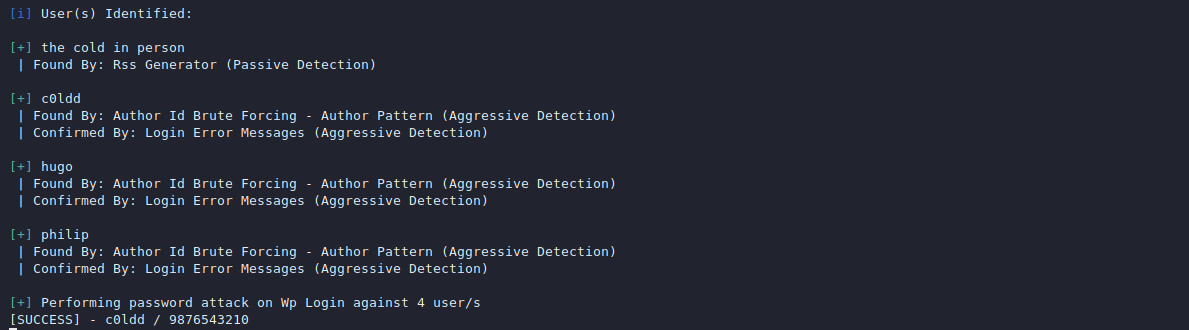 [i] User(s) Identified:
[+] the cold in person
| Found By: Rss Generator (Passive Detection)
[+] c0ldd
| Found By: Author Id Brute Forcing - Author Pattern (Aggressive Detection)
| Confirmed By: Login Error Messages (Aggressive Detection)
[+] hugo
| Found By: Author Id Brute Forcing - Author Pattern (Aggressive Detection)
| Confirmed By: Login Error Messages (Aggressive Detection)
[+] philip
| Found By: Author Id Brute Forcing - Author Pattern (Aggressive Detection)
| Confirmed By: Login Error Messages (Aggressive Detection)
[+] Performing password attack on Wp Login against 4 user/s
[SUCCESS] - c0ldd / 9876543210